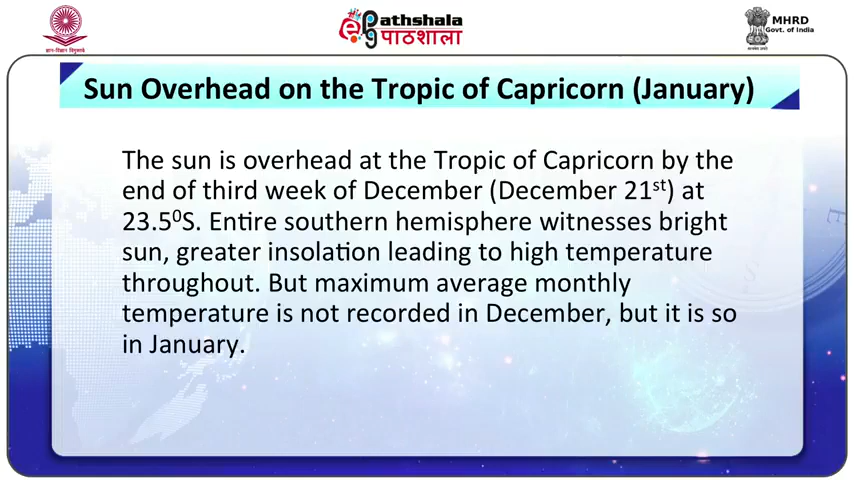 ePathshala
पाठशाला
MHRD
Govt. of India
Sun Overhead on the Tropic of Capricorn (January)
The sun is overhead at the Tropic of Capricorn by the
end of third week of December (December 21st) at
23.5⁰S. Entire southern hemisphere witnesses bright
sun, greater insolation leading to high temperature
throughout. But maximum average monthly
temperature is not recorded in December, but it is so
in January.